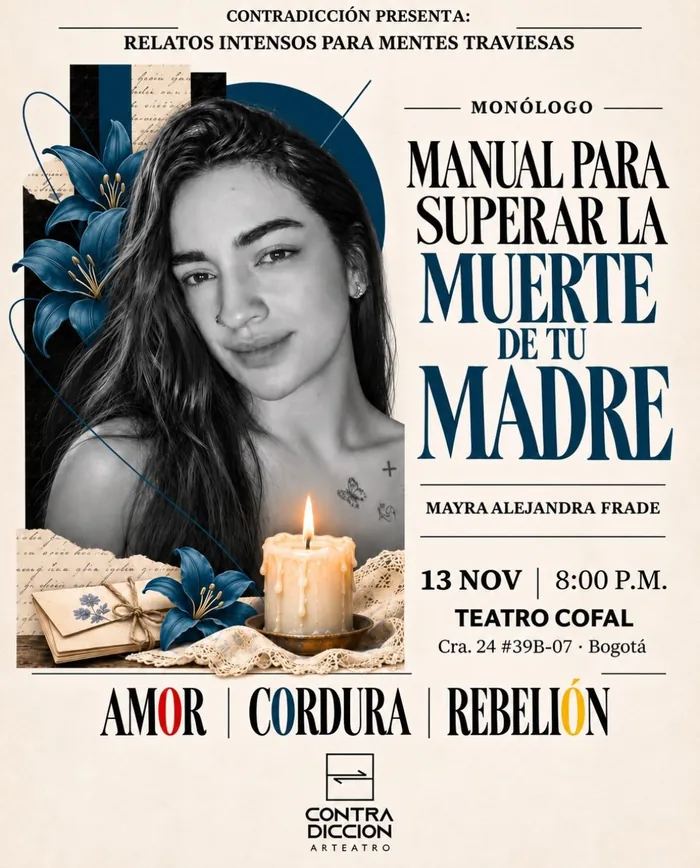 CONTRADICCIÓN PRESENTA:
RELATOS INTENSOS PARA MENTES TRAVIESAS
MONÓLOGO
MANUAL PARA
SUPERAR LA
MUERTE
DE TU
MADRE
MAYRA ALEJANDRA FRADE
13 NOV | 8:00 P.M.
TEATRO COFAL
Cra. 24 #39B-07 · Bogotá
AMOR | CORDURA | REBELIÓN
CONTRA
DICCION
ARTEATRO